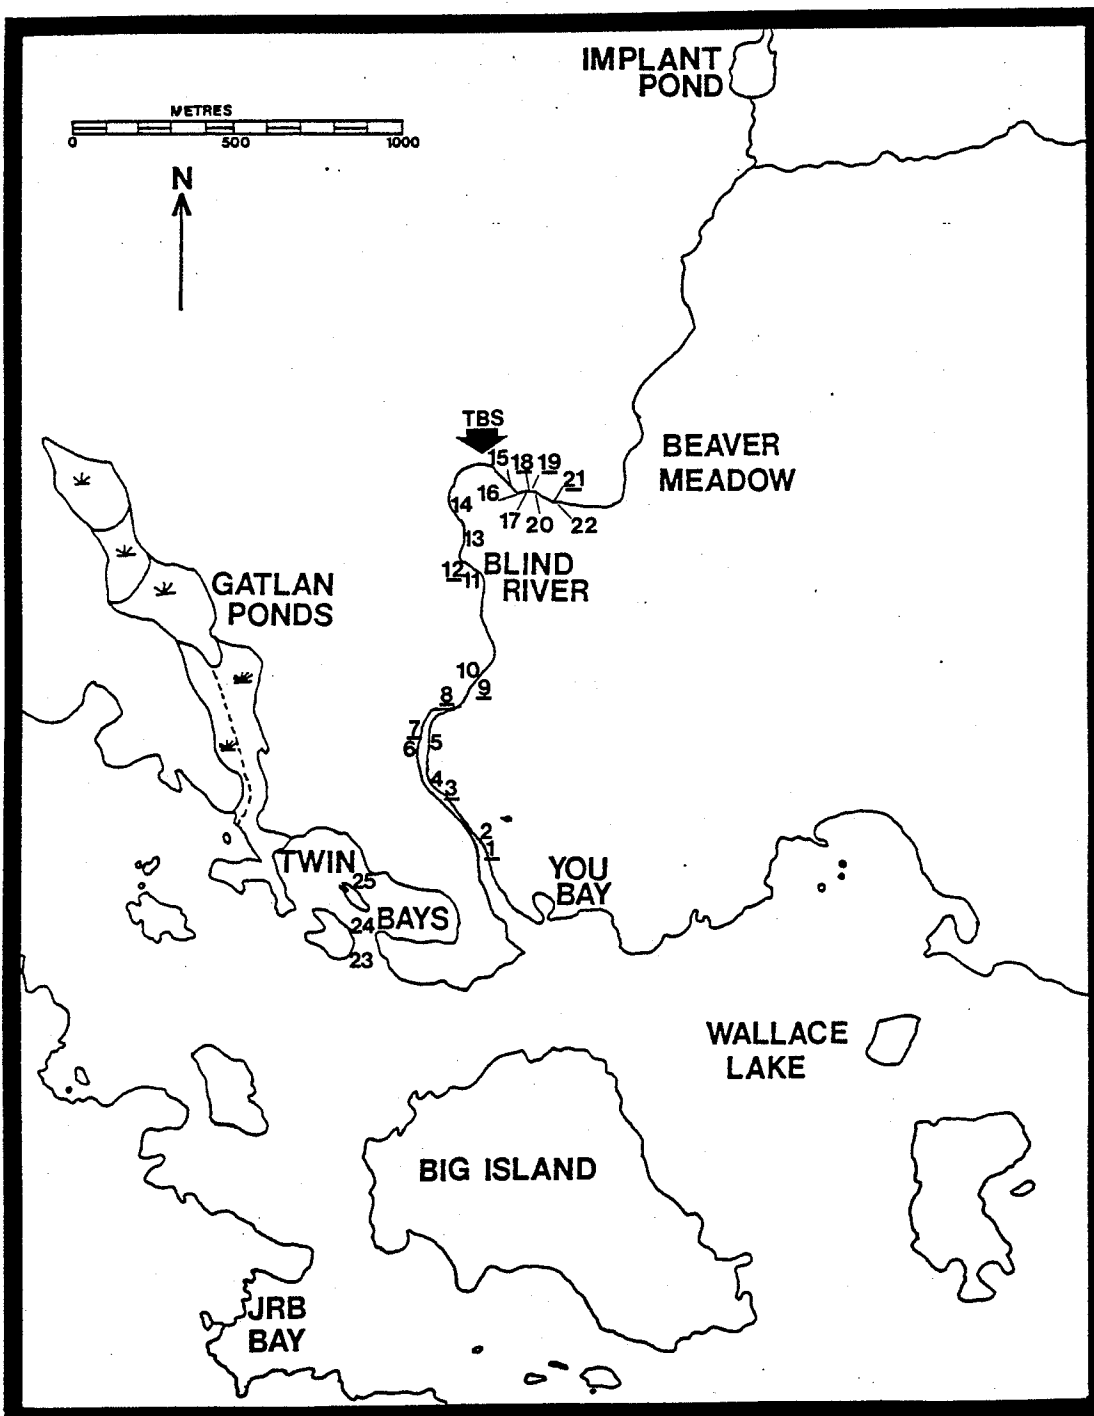 IMPLANT
POND
METRES
0 500 1000
N
TBS
BEAVER
MEADOW
15
18 19
21
16
14
17 20 22
13
12 11
BLIND
RIVER
GATLAN
PONDS
10
9
8
7
6 5
4 3
2
1
TWIN
BAYS
25
24
23
YOU
BAY
WALLACE
LAKE
BIG ISLAND
JRB
BAY